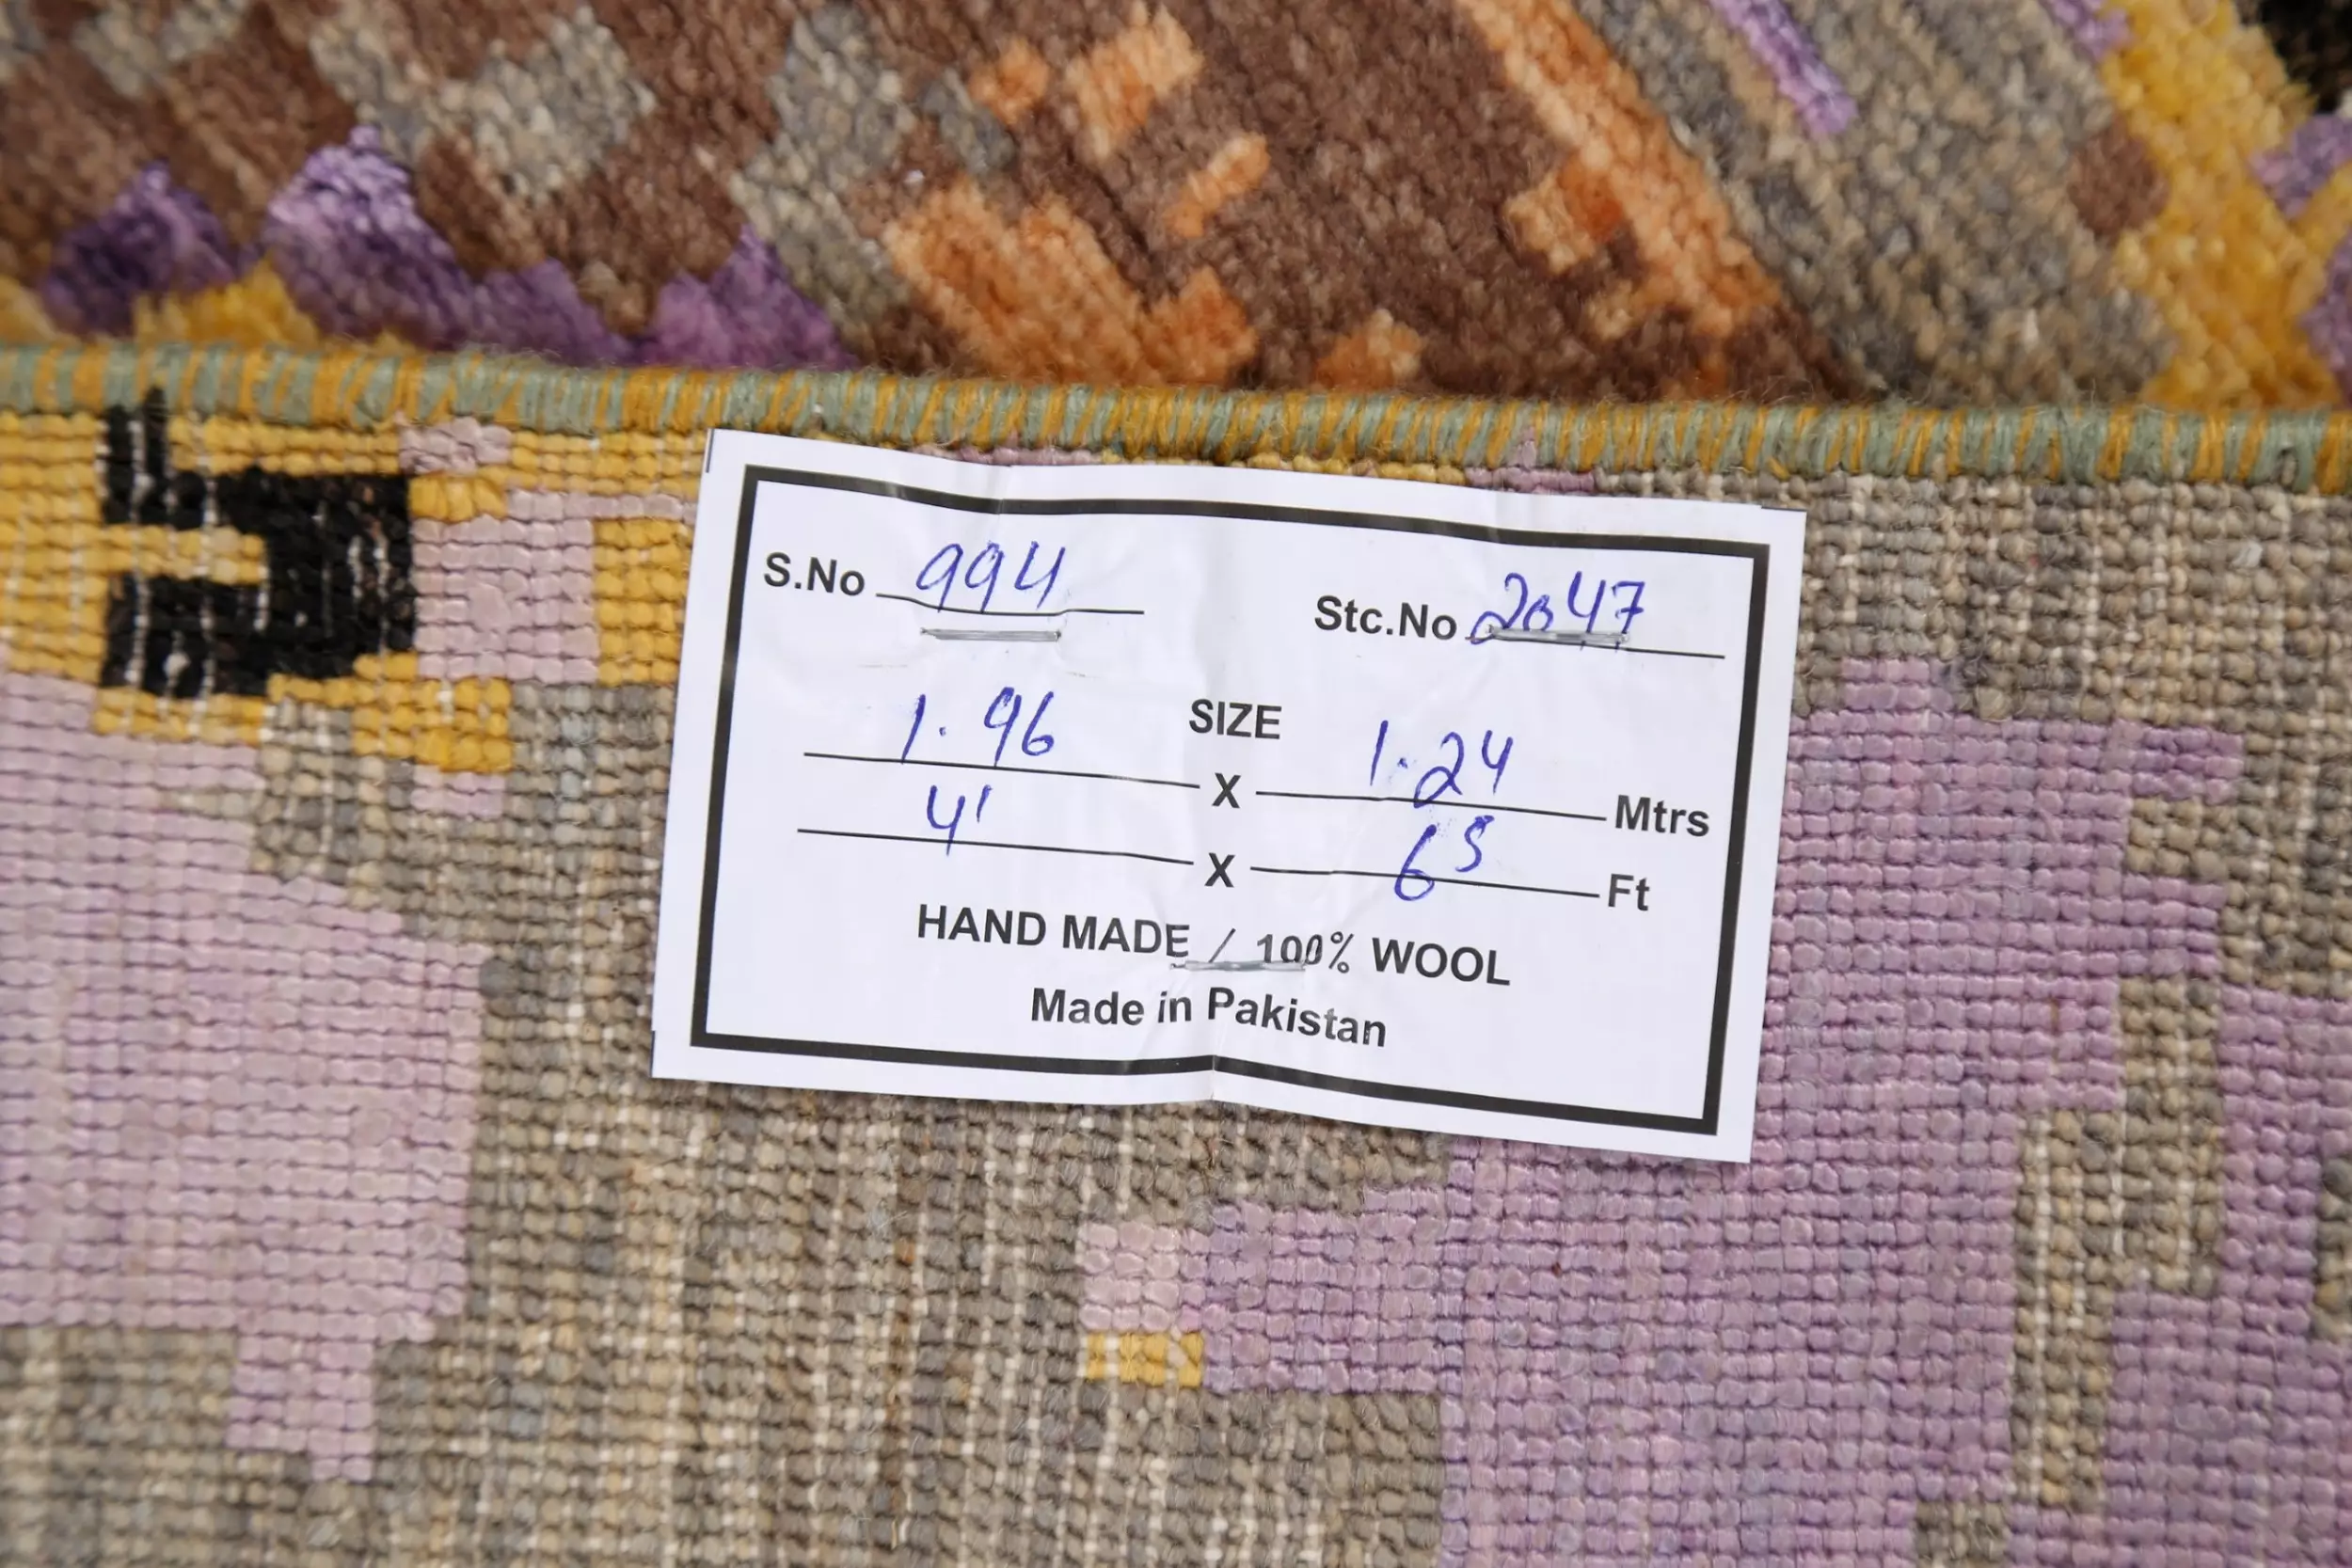 S.No 994 Stc.No 2047
SIZE
1.96 X 1.24 Mtrs
4' X 6 5 Ft
HAND MADE / 100% WOOL
Made in Pakistan